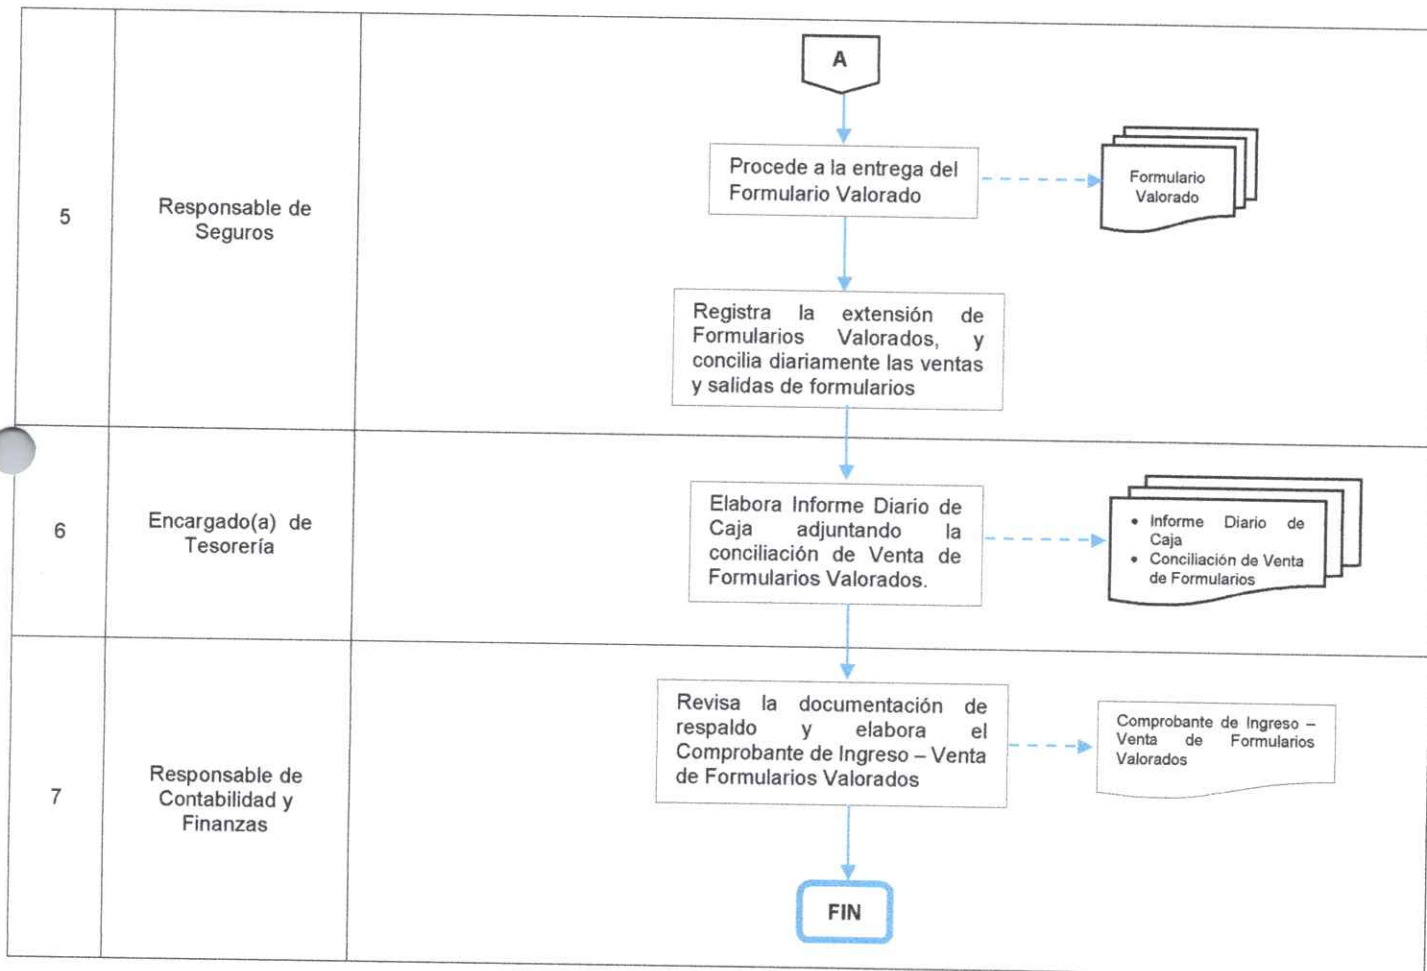 A
Procede a la entrega del
Formulario Valorado
Formulario
Valorado
5
Responsable de
Seguros
Registra la extensión de
Formularios Valorados, y
concilia diariamente las ventas
y salidas de formularios
6
Encargado(a) de
Tesorería
Elabora Informe Diario de
Caja adjuntando la
conciliación de Venta de
Formularios Valorados.
• Informe Diario de
Caja
• Conciliación de Venta
de Formularios
7
Responsable de
Contabilidad y
Finanzas
Revisa la documentación de
respaldo y elabora el
Comprobante de Ingreso – Venta
de Formularios Valorados
Comprobante de Ingreso –
Venta de Formularios
Valorados
FIN